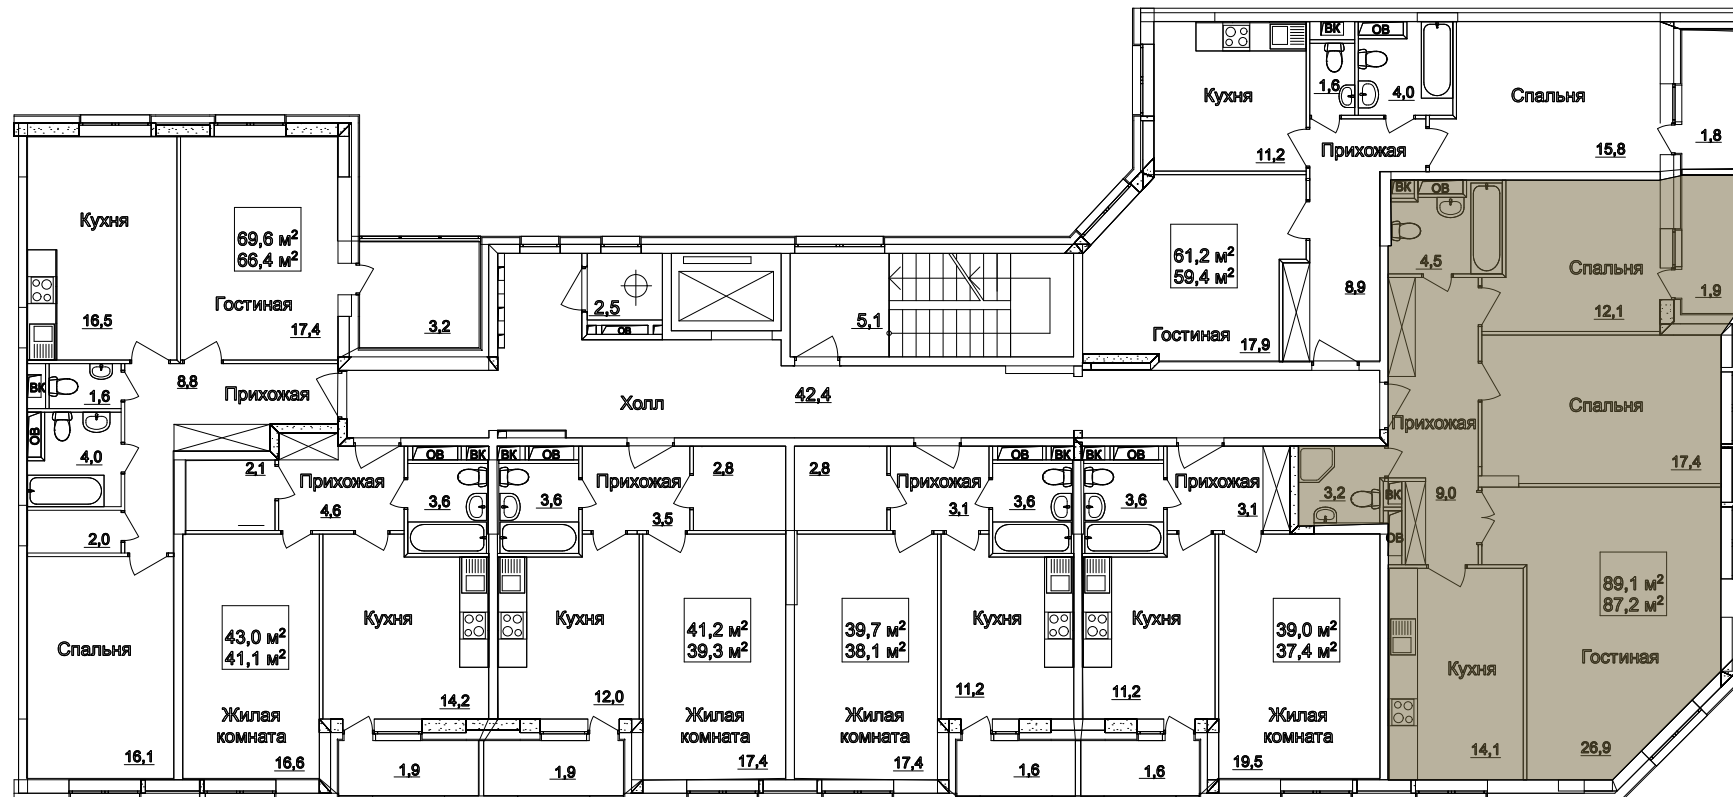 ВК
ОВ
1,6
4,0
Кухня
11,2
Прихожая
Спальня
15,8
1,8
61,2 м²
59,4 м²
8,9
Гостиная
17,9
Кухня
16,5
69,6 м²
66,4 м²
Гостиная
17,4
3,2
2,5
ОВ
5,1
ВК
ОВ
4,5
Спальня
12,1
1,9
ВК
1,6
8,8
Прихожая
ОВ
4,0
2,0
Спальня
16,1
Холл
42,4
Прихожая
9,0
Спальня
17,4
3,2
ВК
ОВ
89,1 м²
87,2 м²
Кухня
14,1
Гостиная
26,9
2,1
Прихожая
4,6
ОВ
ВК
3,6
43,0 м²
41,1 м²
Кухня
14,2
Жилая
комната
16,6
1,9
ВК
ОВ
3,6
Прихожая
3,5
2,8
Кухня
12,0
41,2 м²
39,3 м²
Жилая
комната
17,4
1,9
2,8
Прихожая
3,1
ОВ
ВК
3,6
39,7 м²
38,1 м²
Кухня
11,2
Жилая
комната
17,4
1,6
ВК
ОВ
3,6
Прихожая
3,1
Кухня
11,2
39,0 м²
37,4 м²
Жилая
комната
19,5
1,6